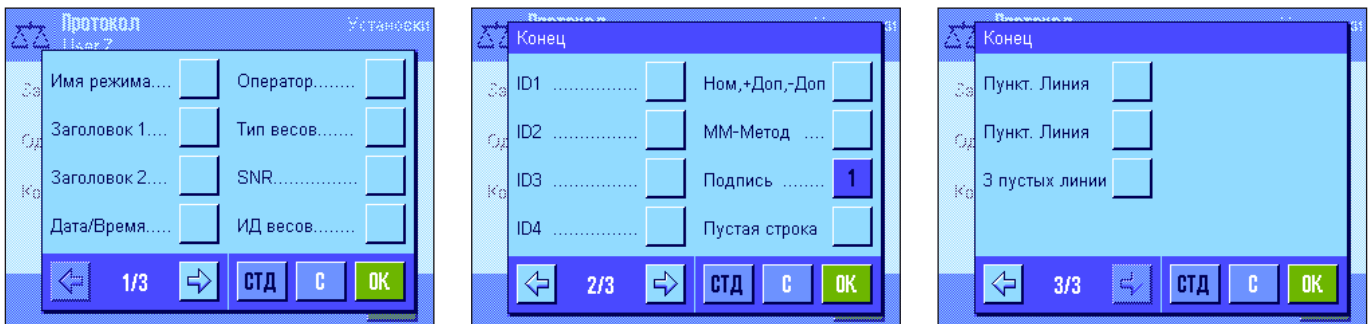 Протокол Установки
User 7
Имя режима.... Оператор........
Заголовок 1.... Тип весов.......
Заголовок 2.... SNR................
Дата/Время..... ИД весов........
1/3 СТД C OK
Протокол
Конец
ID1 ................ Ном,+Доп,-Доп
ID2 ................ ММ-Метод ....
ID3 ................ Подпись ........ 1
ID4 ................ Пустая строка
2/3 СТД C OK
Протокол
Конец
Пункт. Линия
Пункт. Линия
3 пустых линии
3/3 СТД C OK